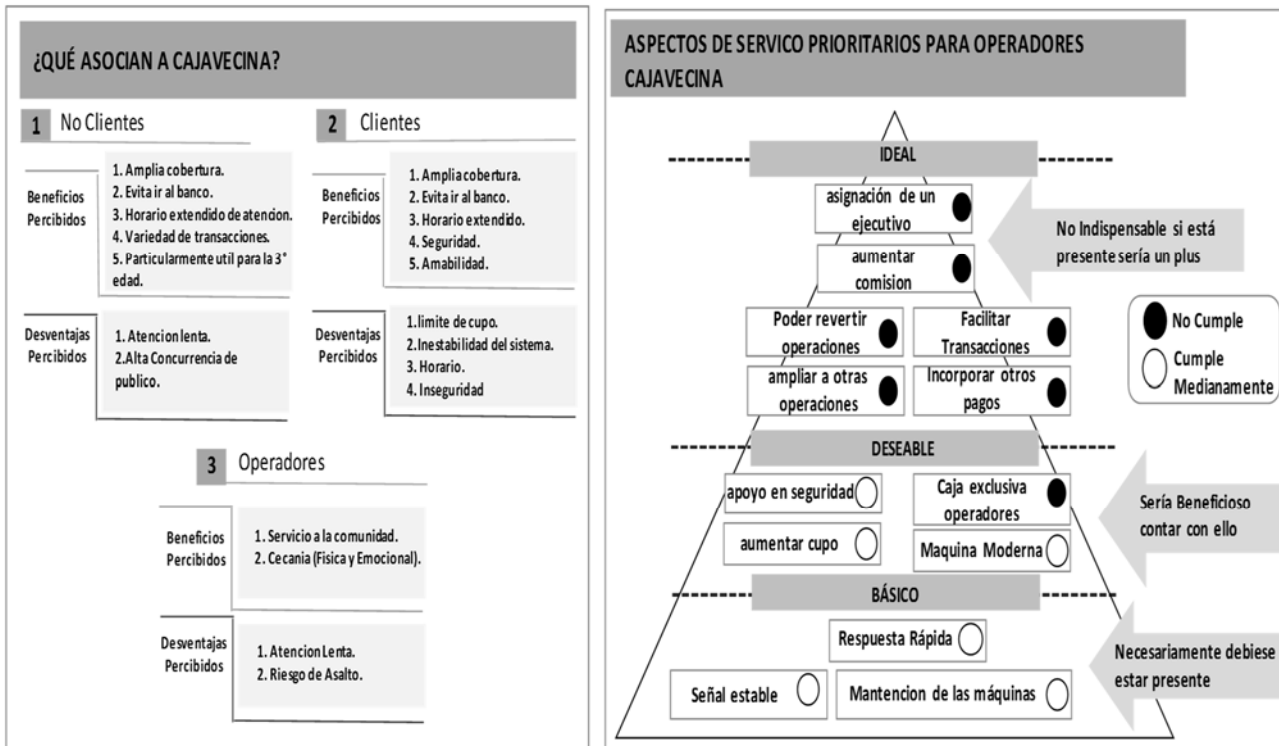 ¿QUÉ ASOCIAN A CAJAVECINA?
1 No Clientes
Beneficios
Percibidos
1. Amplia cobertura.
2. Evita ir al banco.
3. Horario extendido de atencion.
4. Variedad de transacciones.
5. Particularmente util para la 3°
edad.
Desventajas
Percibidos
1. Atencion lenta.
2.Alta Concurrencia de
publico.
2 Clientes
Beneficios
Percibidos
1. Amplia cobertura.
2. Evita ir al banco.
3. Horario extendido.
4. Seguridad.
5. Amabilidad.
Desventajas
Percibidos
1.limite de cupo.
2.Inestabilidad del sistema.
3. Horario.
4. Inseguridad
3 Operadores
Beneficios
Percibidos
1. Servicio a la comunidad.
2. Cecania (Fisica y Emocional).
Desventajas
Percibidos
1. Atencion Lenta.
2. Riesgo de Asalto.
ASPECTOS DE SERVICO PRIORITARIOS PARA OPERADORES
CAJAVECINA
IDEAL
asignación de un
ejecutivo
aumentar
comision
No Indispensable si está
presente sería un plus
Poder revertir
operaciones
Facilitar
Transacciones
ampliar a otras
operaciones
Incorporar otros
pagos
No Cumple
Cumple
Medianamente
DESEABLE
apoyo en seguridad
Caja exclusiva
operadores
aumentar cupo
Maquina Moderna
Sería Beneficioso
contar con ello
BÁSICO
Respuesta Rápida
Señal estable
Mantencion de las máquinas
Necesariamente debiese
estar presente